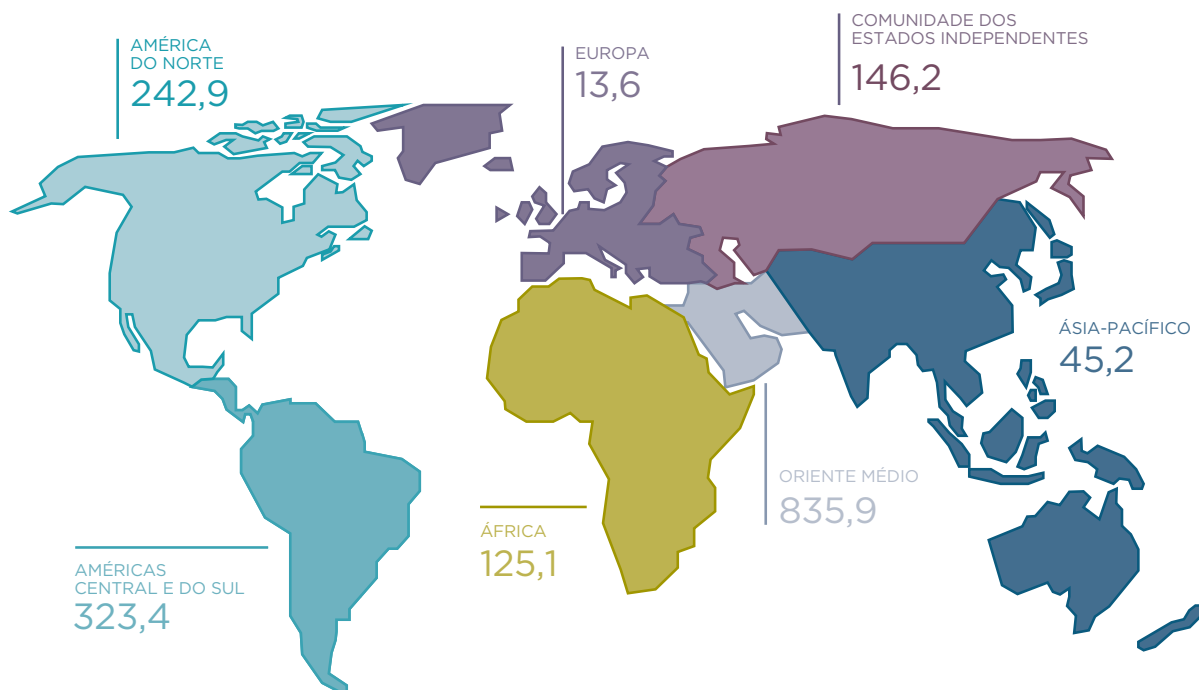 AMÉRICA
DO NORTE
242,9
EUROPA
13,6
COMUNIDADE DOS
ESTADOS INDEPENDENTES
146,2
ÁSIA-PACÍFICO
45,2
ORIENTE MÉDIO
835,9
ÁFRICA
125,1
AMÉRICAS
CENTRAL E DO SUL
323,4